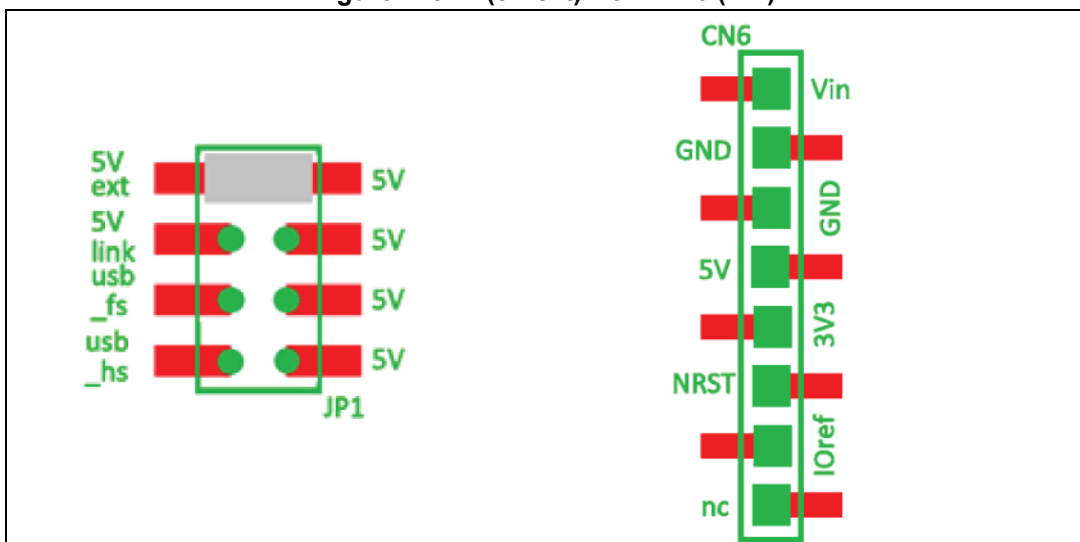 CN6
Vin
GND
GND
5V
3V3
NRST
IOref
nc
5V
ext
5V
5V
link
5V
usb
_fs
5V
usb
_hs
5V
JP1